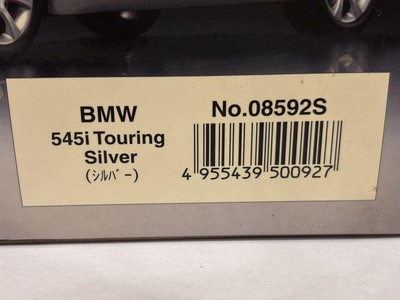 BMW
545i Touring
Silver
(ｼﾙﾊﾞｰ)
No.08592S
4 955439 500927